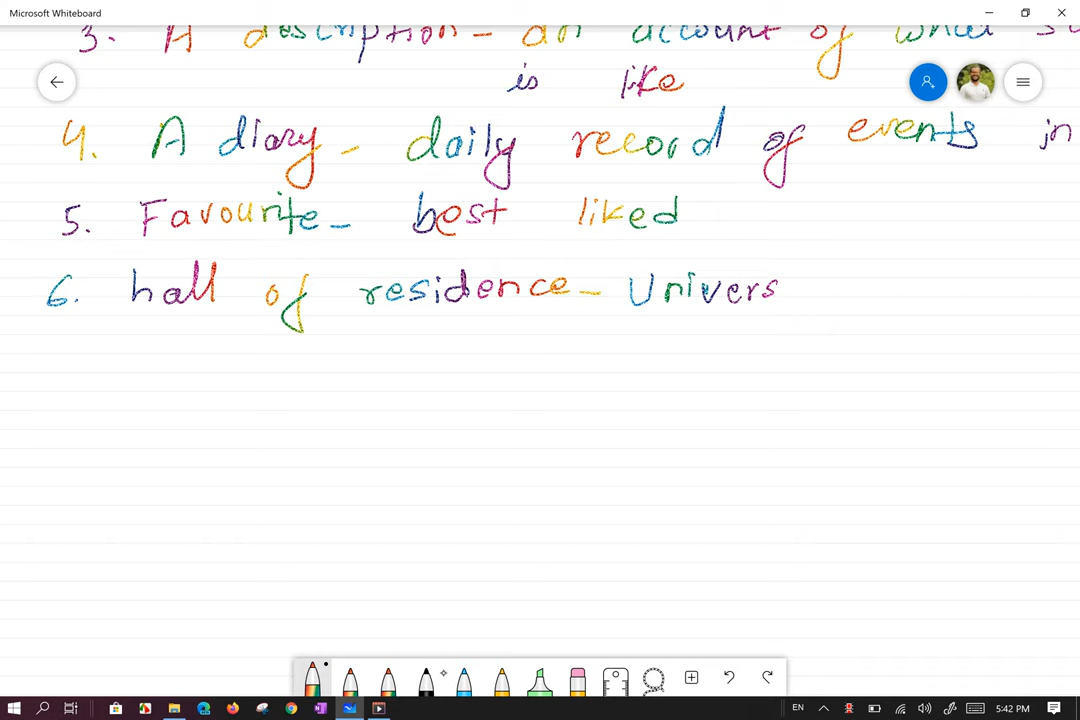 Microsoft Whiteboard
3. A description - an account of what
is like
4. A diary - daily record of events in
5. Favourite - best liked
6. hall of residence - Univers
EN
5:42 PM